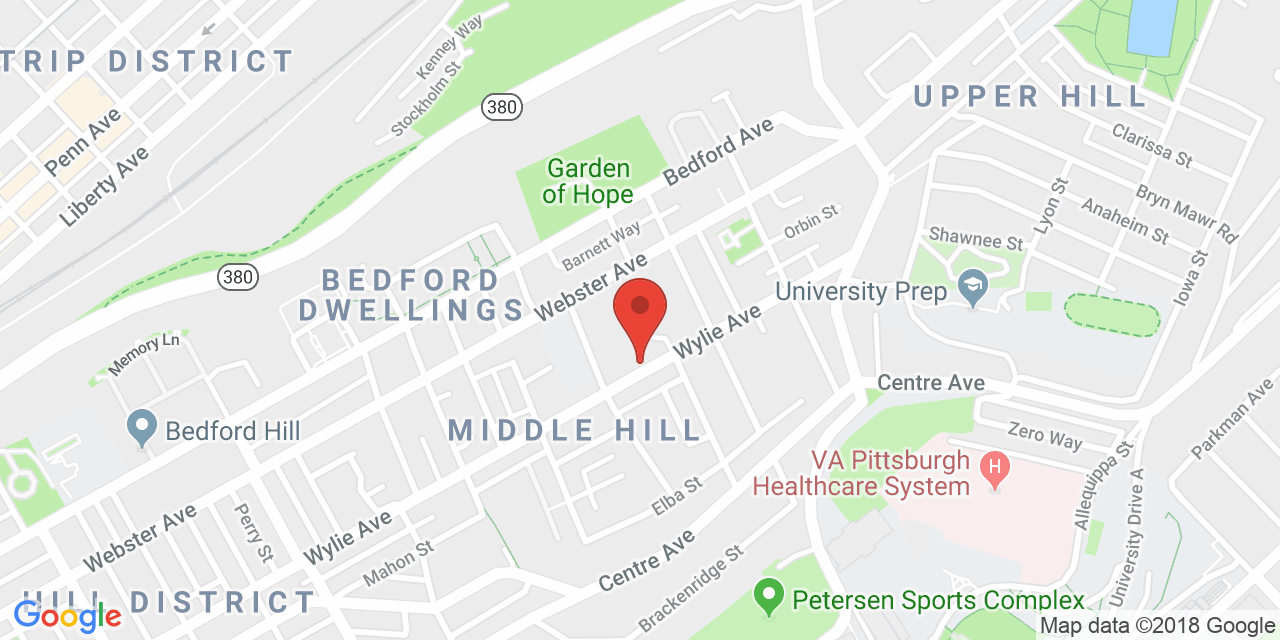 Kenney Way
TRIP DISTRICT
Stockholm St
380
UPPER HILL
Penn Ave
Liberty Ave
Clarissa St
Bedford Ave
Garden
of Hope
Lyon St
Bryn Mawr Rd
Anaheim St
Orbin St
Shawnee St
Barnett Way
380
BEDFORD
DWELLINGS
Webster Ave
University Prep
Iowa St
Wylie Ave
Memory Ln
Centre Ave
Parkman Ave
Bedford Hill
MIDDLE HILL
Zero Way
VA Pittsburgh
Healthcare System
H
Allequippa St
Elba St
University Drive A
Webster Ave
Perry St
Wylie Ave
Mahon St
Centre Ave
Brackenridge St
HILL DISTRICT
Petersen Sports Complex
Google
Map data ©2018 Google